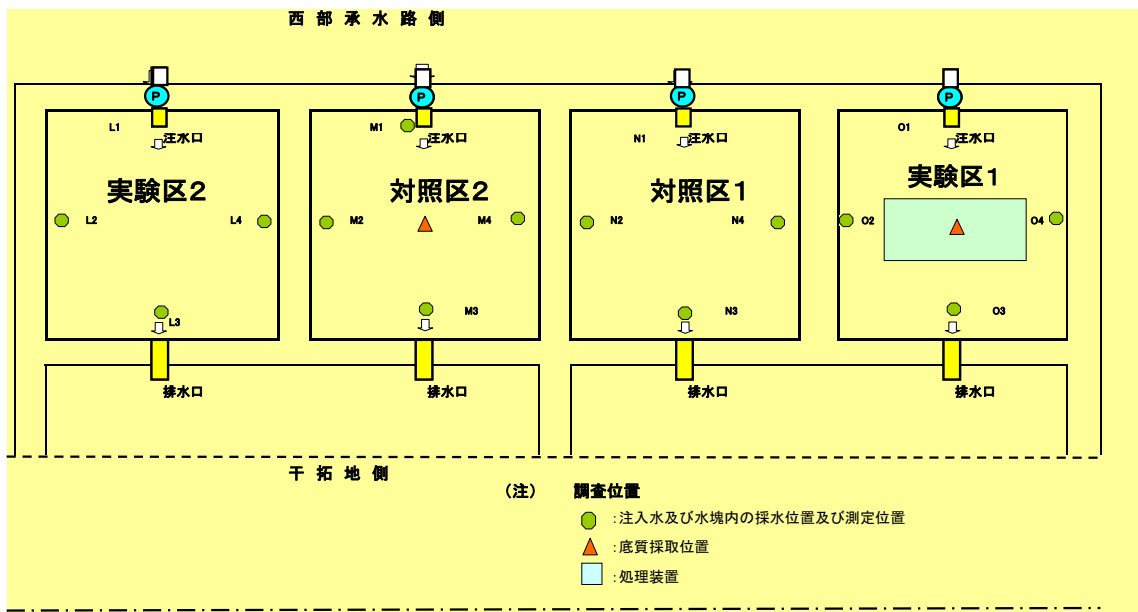 西部承水路側
P P P P
L1 注水口 M1 注水口 N1 注水口 O1 注水口
実験区2 対照区2 対照区1 実験区1
L2 L4 M2 M4 N2 N4 O2 O4
L3 M3 N3 O3
排水口 排水口 排水口 排水口
干拓地側
(注) 調査位置
:注入水及び水塊内の採水位置及び測定位置
:底質採取位置
:処理装置